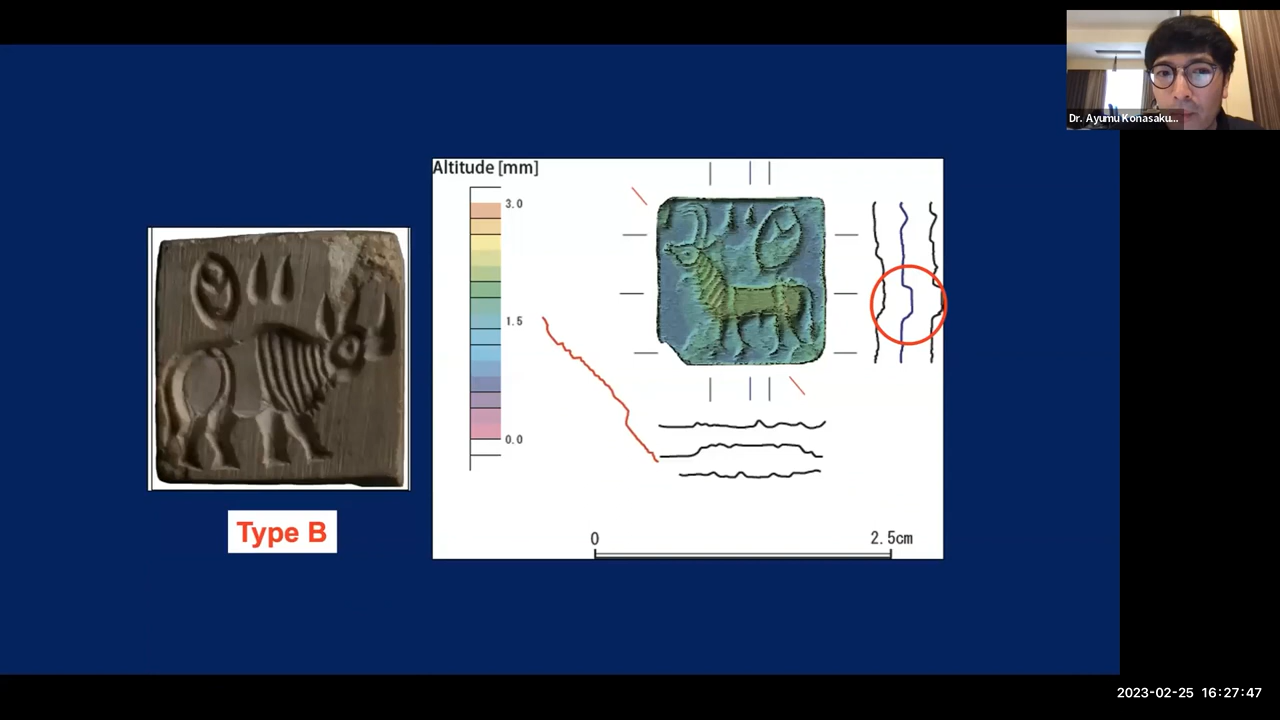 Dr. Ayumu Konasaku...
Altitude [mm]
3.0
1.5
0.0
0
2.5cm
Type B
2023-02-25 16:27:47